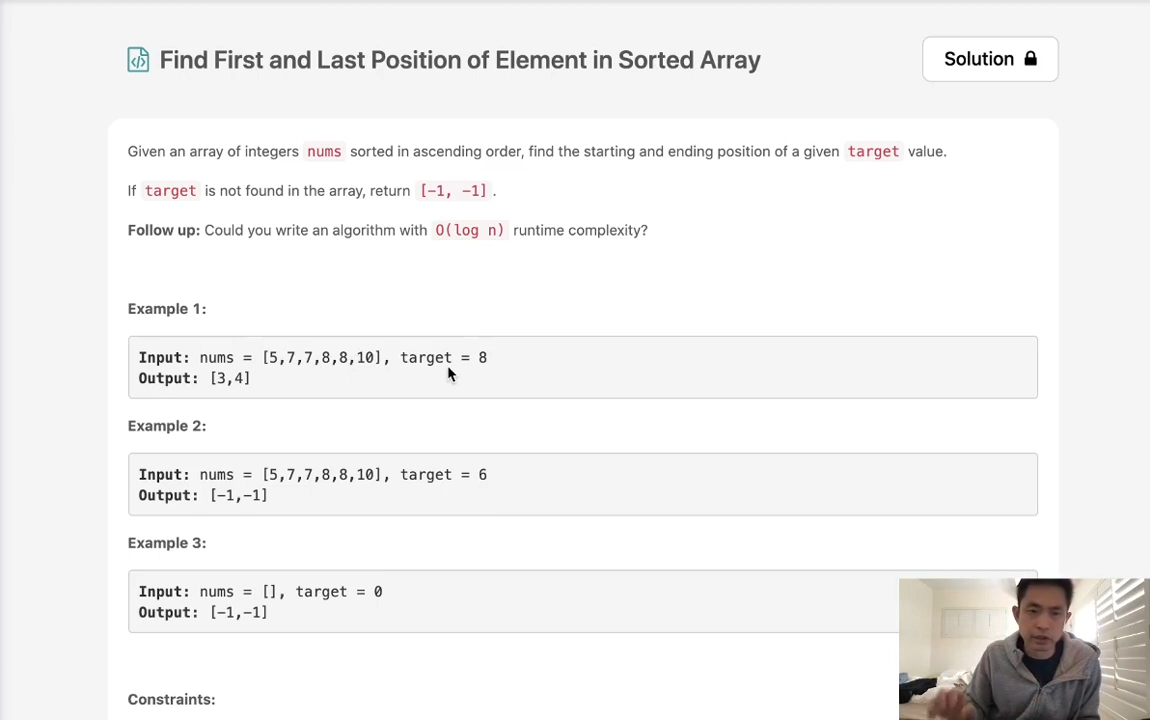 Find First and Last Position of Element in Sorted Array
Solution
Given an array of integers nums sorted in ascending order, find the starting and ending position of a given target value.
If target is not found in the array, return [-1, -1].
Follow up: Could you write an algorithm with O(log n) runtime complexity?
Example 1:
Input: nums = [5,7,7,8,8,10], target = 8
Output: [3,4]
Example 2:
Input: nums = [5,7,7,8,8,10], target = 6
Output: [-1,-1]
Example 3:
Input: nums = [], target = 0
Output: [-1,-1]
Constraints: